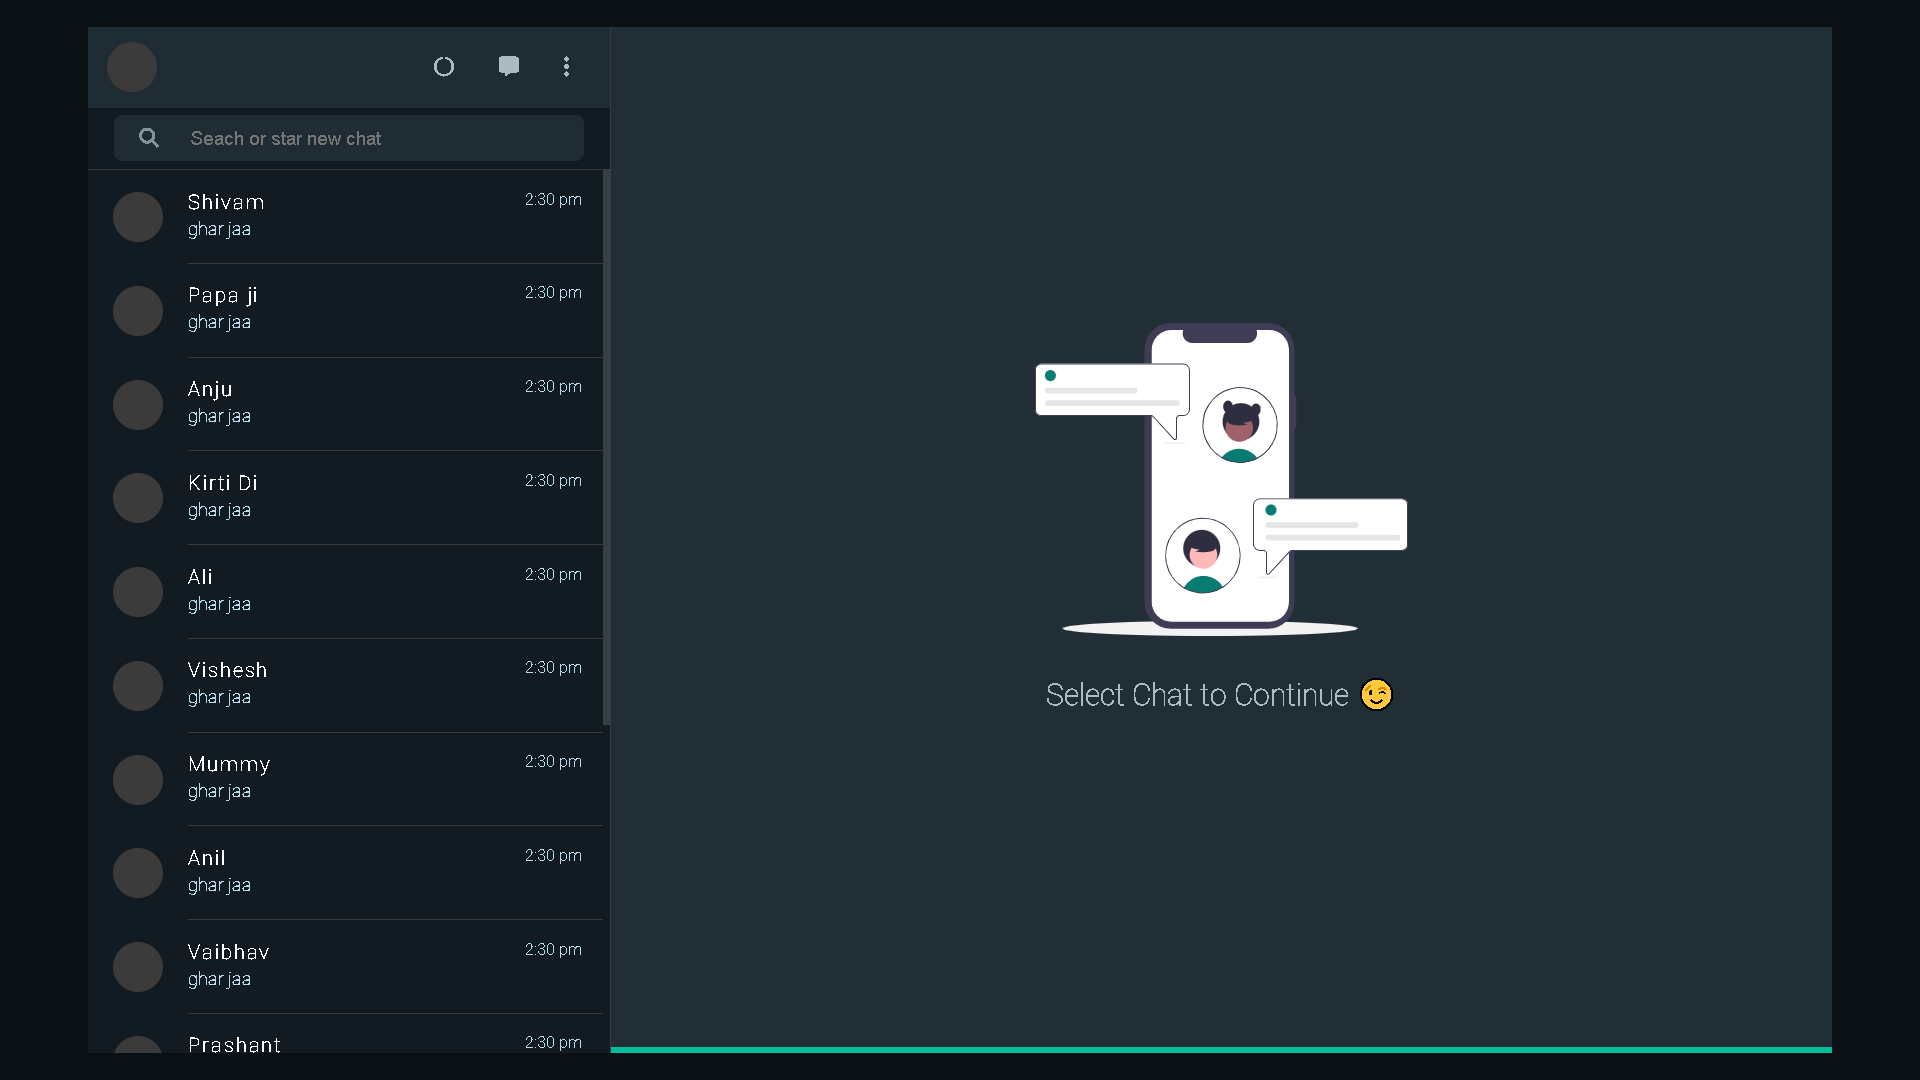 Seach or star new chat
Shivam 2:30 pm
ghar jaa
Papa ji 2:30 pm
ghar jaa
Anju 2:30 pm
ghar jaa
Kirti Di 2:30 pm
ghar jaa
Ali 2:30 pm
ghar jaa
Vishesh 2:30 pm
ghar jaa
Mummy 2:30 pm
ghar jaa
Anil 2:30 pm
ghar jaa
Vaibhav 2:30 pm
ghar jaa
Prashant 2:30 pm
Select Chat to Continue 😉